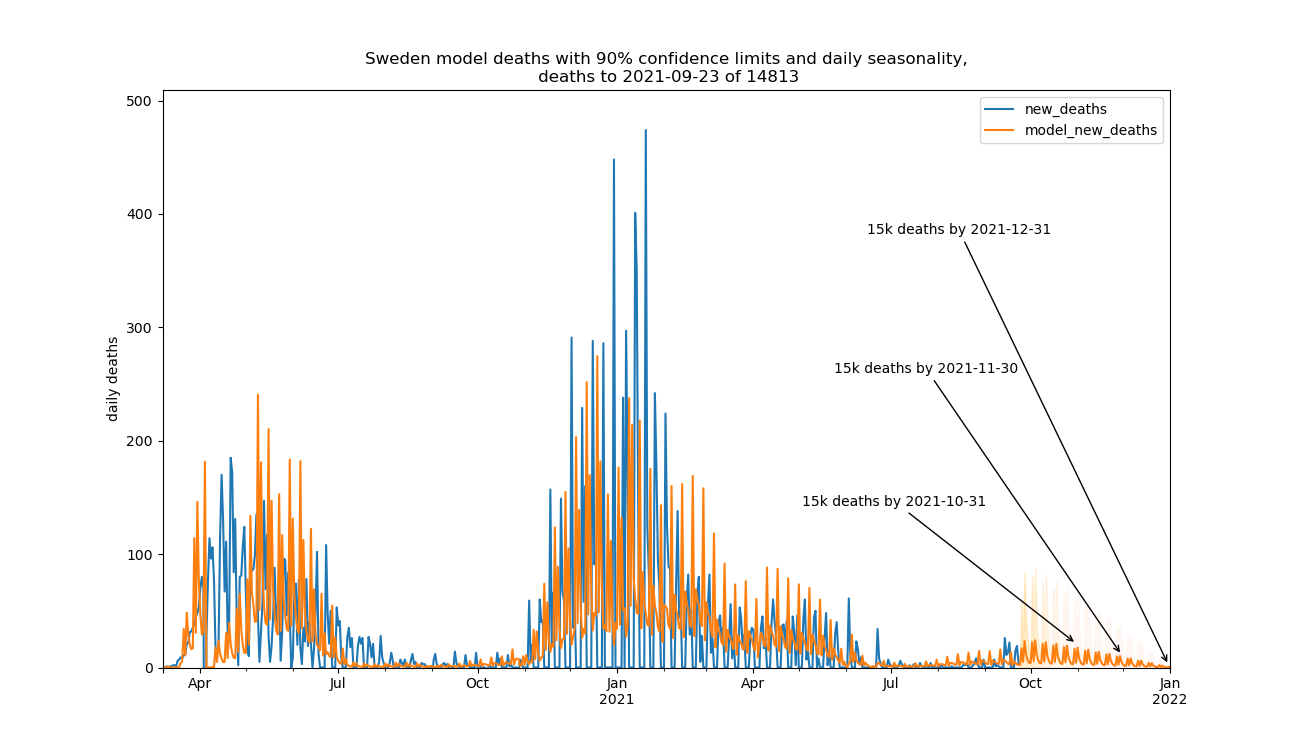 Sweden model deaths with 90% confidence limits and daily seasonality,
deaths to 2021-09-23 of 14813
new_deaths
model_new_deaths
daily deaths
500
400
300
200
100
0
15k deaths by 2021-12-31
15k deaths by 2021-11-30
15k deaths by 2021-10-31
Apr
Jul
Oct
Jan
2021
Apr
Jul
Oct
Jan
2022